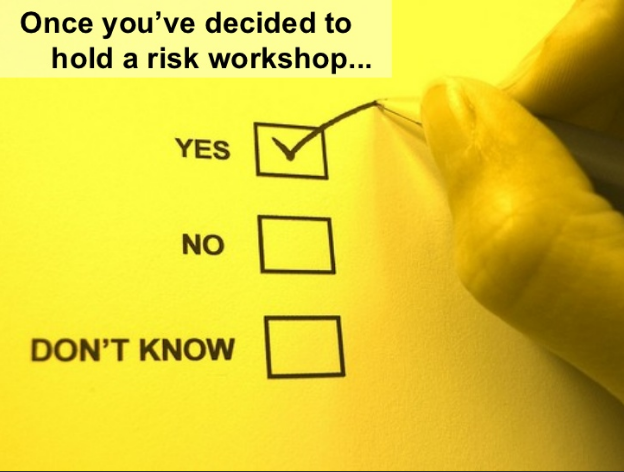 Once you’ve decided to
hold a risk workshop...
YES
NO
DON’T KNOW